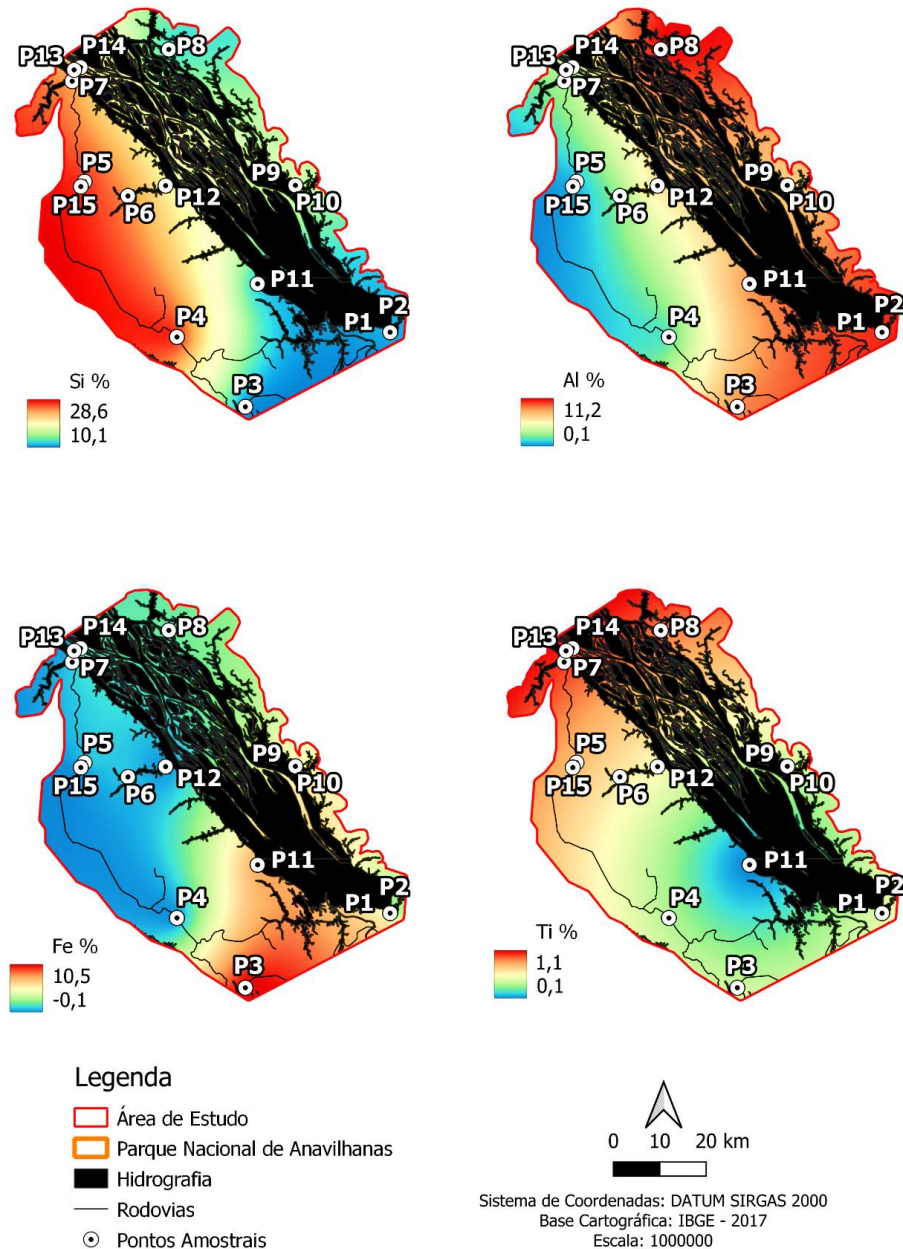 P8
P14
P13
P7
P5
P15
P6
P12
P9
P10
P11
P4
P2
P1
P3
Si %
28,6
10,1
P8
P14
P13
P7
P5
P15
P6
P12
P9
P10
P11
P4
P2
P1
P3
Al %
11,2
0,1
P8
P14
P13
P7
P5
P15
P6
P12
P9
P10
P11
P4
P2
P1
P3
Fe %
10,5
-0,1
P8
P14
P13
P7
P5
P15
P6
P12
P9
P10
P11
P4
P2
P1
P3
Ti %
1,1
0,1
Legenda
Área de Estudo
Parque Nacional de Anavilhanas
Hidrografia
Rodovias
Pontos Amostrais
0 10 20 km
Sistema de Coordenadas: DATUM SIRGAS 2000
Base Cartográfica: IBGE - 2017
Escala: 1000000